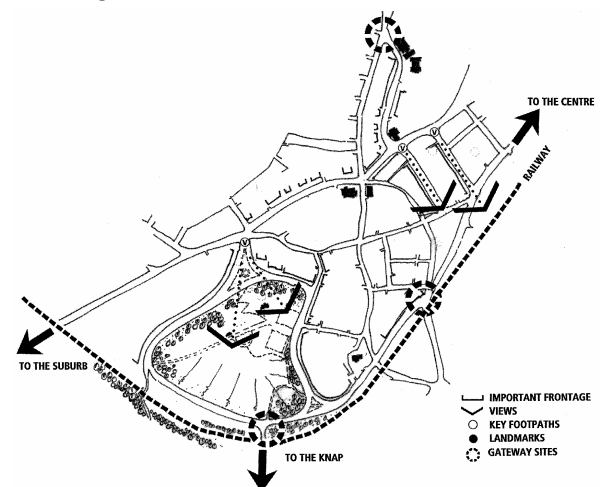 TO THE CENTRE
RAILWAY
V
V
V
TO THE SUBURB
TO THE KNAP
IMPORTANT FRONTAGE
VIEWS
KEY FOOTPATHS
LANDMARKS
GATEWAY SITES